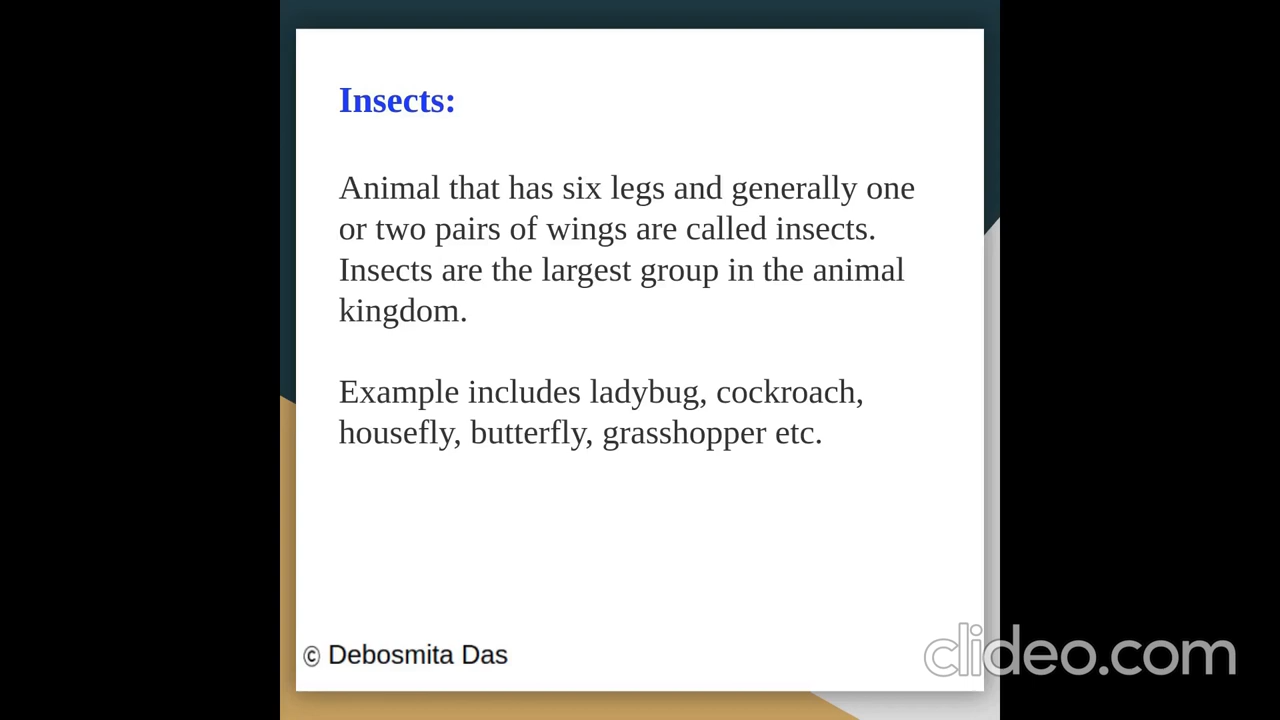 Insects:
Animal that has six legs and generally one
or two pairs of wings are called insects.
Insects are the largest group in the animal
kingdom.
Example includes ladybug, cockroach,
housefly, butterfly, grasshopper etc.
© Debosmita Das
clideo.com